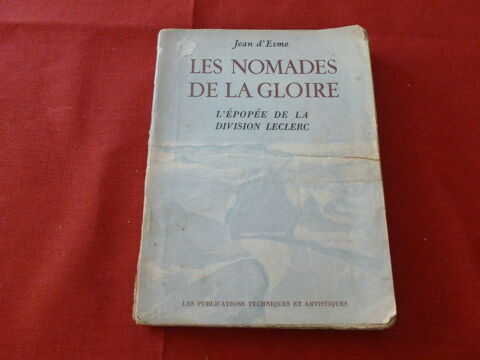 Jean d'Esme
LES NOMADES
DE LA GLOIRE
L'ÉPOPÉE DE LA
DIVISION LECLERC
LES PUBLICATIONS TECHNIQUES ET ARTISTIQUES